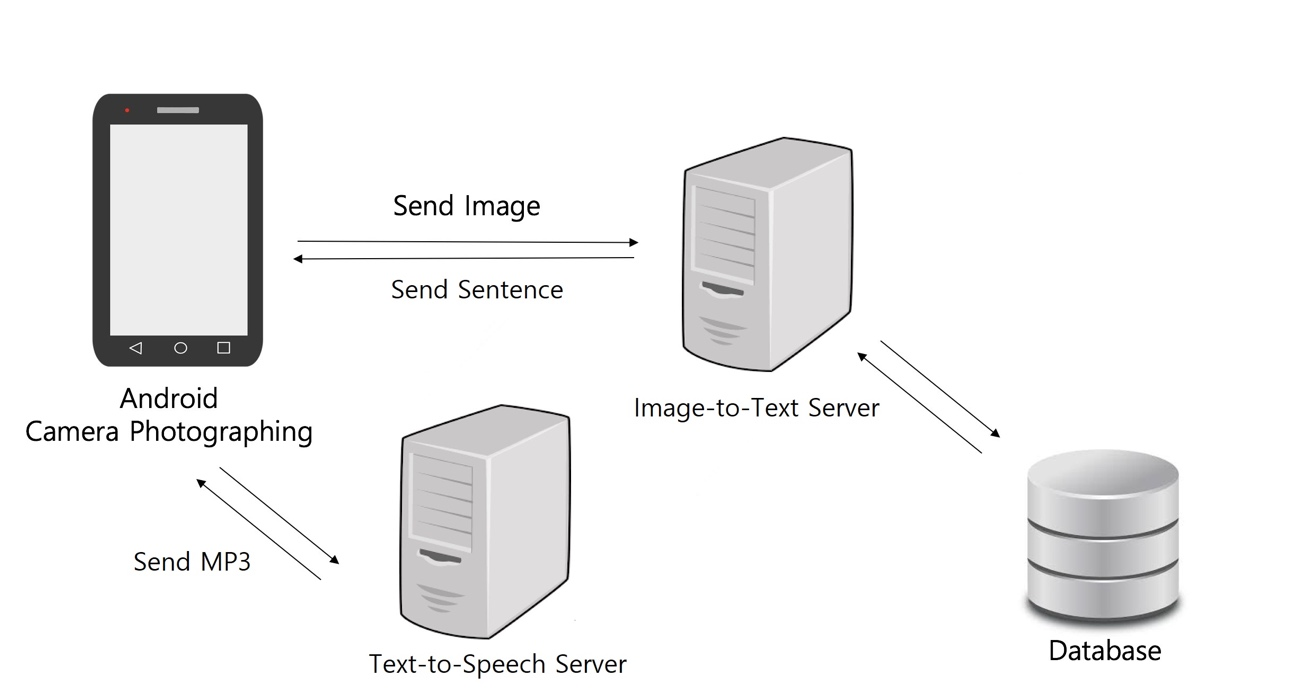 Send Image
Send Sentence
Android
Camera Photographing
Image-to-Text Server
Send MP3
Text-to-Speech Server
Database